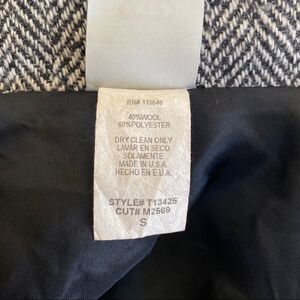 RN# 115648
40%WOOL
60%POLYESTER
DRY CLEAN ONLY
LAVAR EN SECO
SOLAMENTE
MADE IN U.S.A.
HECHO EN E.U.A.
STYLE# T13425
CUT# M2569
S